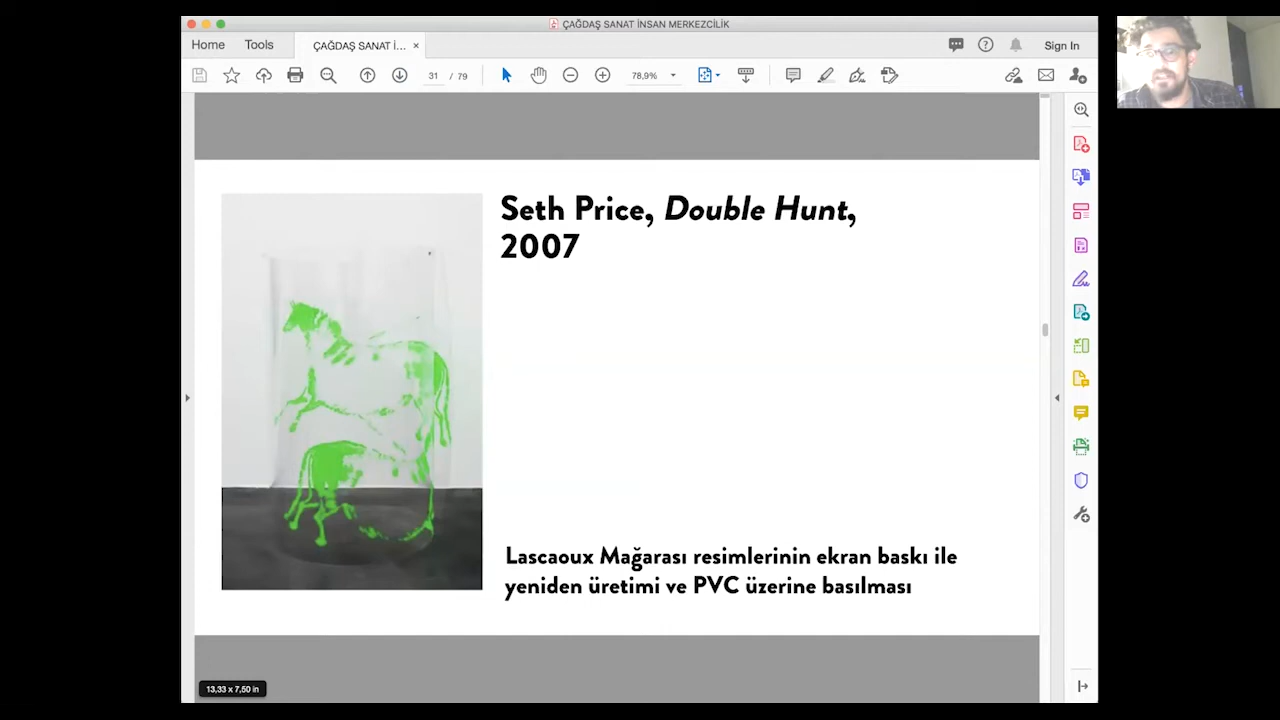 ÇAĞDAŞ SANAT İNSAN MERKEZCİLİK
Home Tools ÇAĞDAŞ SANAT İ... × Sign In
31 / 79 78,9%
Seth Price, Double Hunt,
2007
Lascaoux Mağarası resimlerinin ekran baskı ile
yeniden üretimi ve PVC üzerine basılması
13,33 x 7,50 in